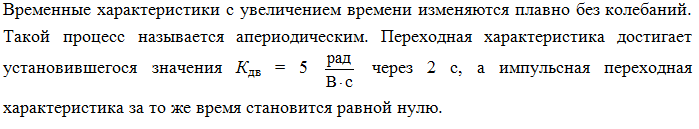 Временные характеристики с увеличением времени изменяются плавно без колебаний.
Такой процесс называется апериодическим. Переходная характеристика достигает
установившегося значения Kдв = 5 рад/(В·с) через 2 с, а импульсная переходная
характеристика за то же время становится равной нулю.